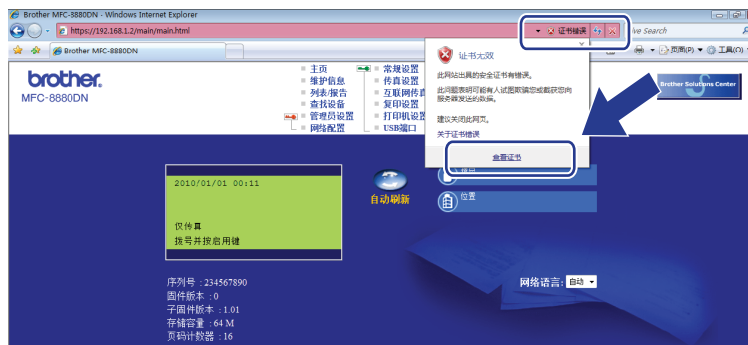 Brother MFC-8880DN - Windows Internet Explorer
https://192.168.1.2/main/main.html
证书错误
ive Search
Brother MFC-8880DN
页面(P)
工具(O)
证书无效
此网站出具的安全证书有错误。
此问题表明可能有人试图欺骗您或截获您向
服务器发送的数据。
建议关闭此网页。
关于证书错误
查看证书
brother
MFC-8880DN
主页
维护信息
列表/报告
查找设备
管理员设置
网络配置
常规设置
传真设置
互联网传真
复印设置
打印机设置
USB端口
Brother Solutions Center
2010/01/01 00:11
仅传真
拨号并按启用键
自动刷新
位置
序列号 :234567890
固件版本 :0
子固件版本 :1.01
存储容量 :64 M
页码计数器 :16
网络语言: 自动